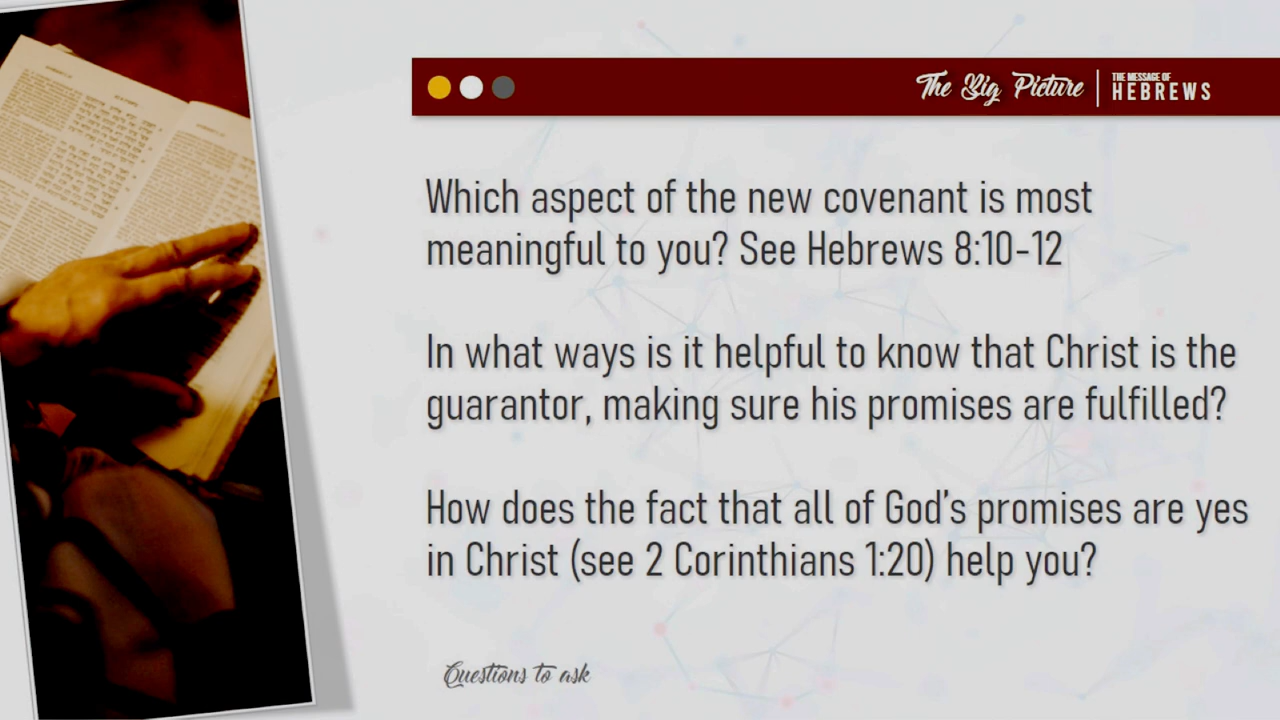 The Big Picture
THE MESSAGE OF
HEBREWS
Which aspect of the new covenant is most
meaningful to you? See Hebrews 8:10-12
In what ways is it helpful to know that Christ is the
guarantor, making sure his promises are fulfilled?
How does the fact that all of God's promises are yes
in Christ (see 2 Corinthians 1:20) help you?
Questions to ask